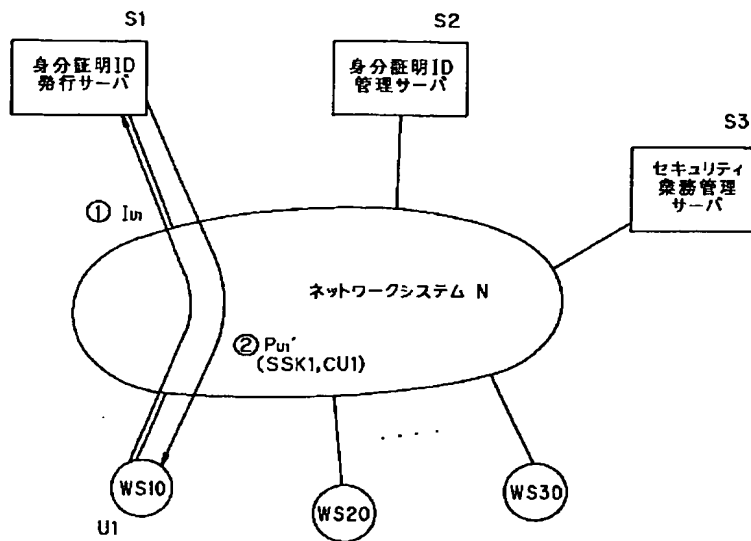 S1
身分証明ID
発行サーバ
S2
身分証明ID
管理サーバ
S3
セキュリティ
業務管理
サーバ
① Iu1
ネットワークシステム N
② Pu1'
(SSK1,CU1)
....
WS10
U1
WS20
WS30